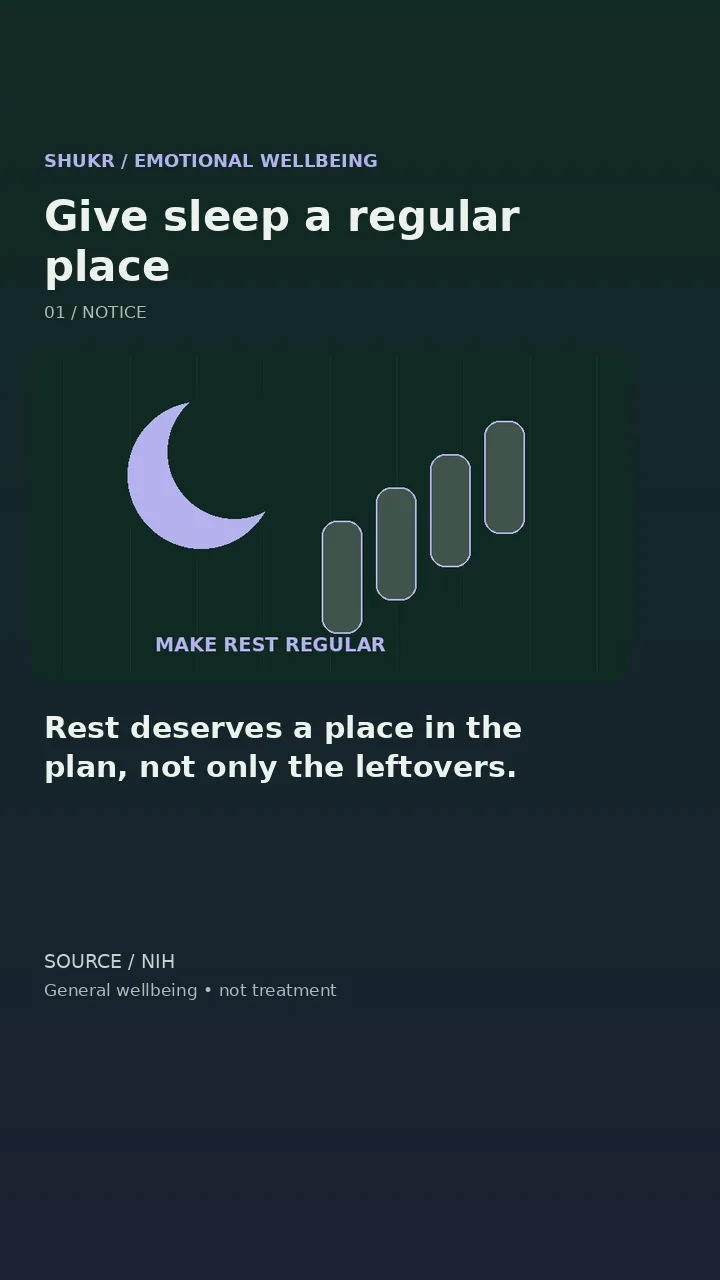 SHUKR / EMOTIONAL WELLBEING
Give sleep a regular
place
01 / NOTICE
MAKE REST REGULAR
Rest deserves a place in the
plan, not only the leftovers.
SOURCE / NIH
General wellbeing • not treatment